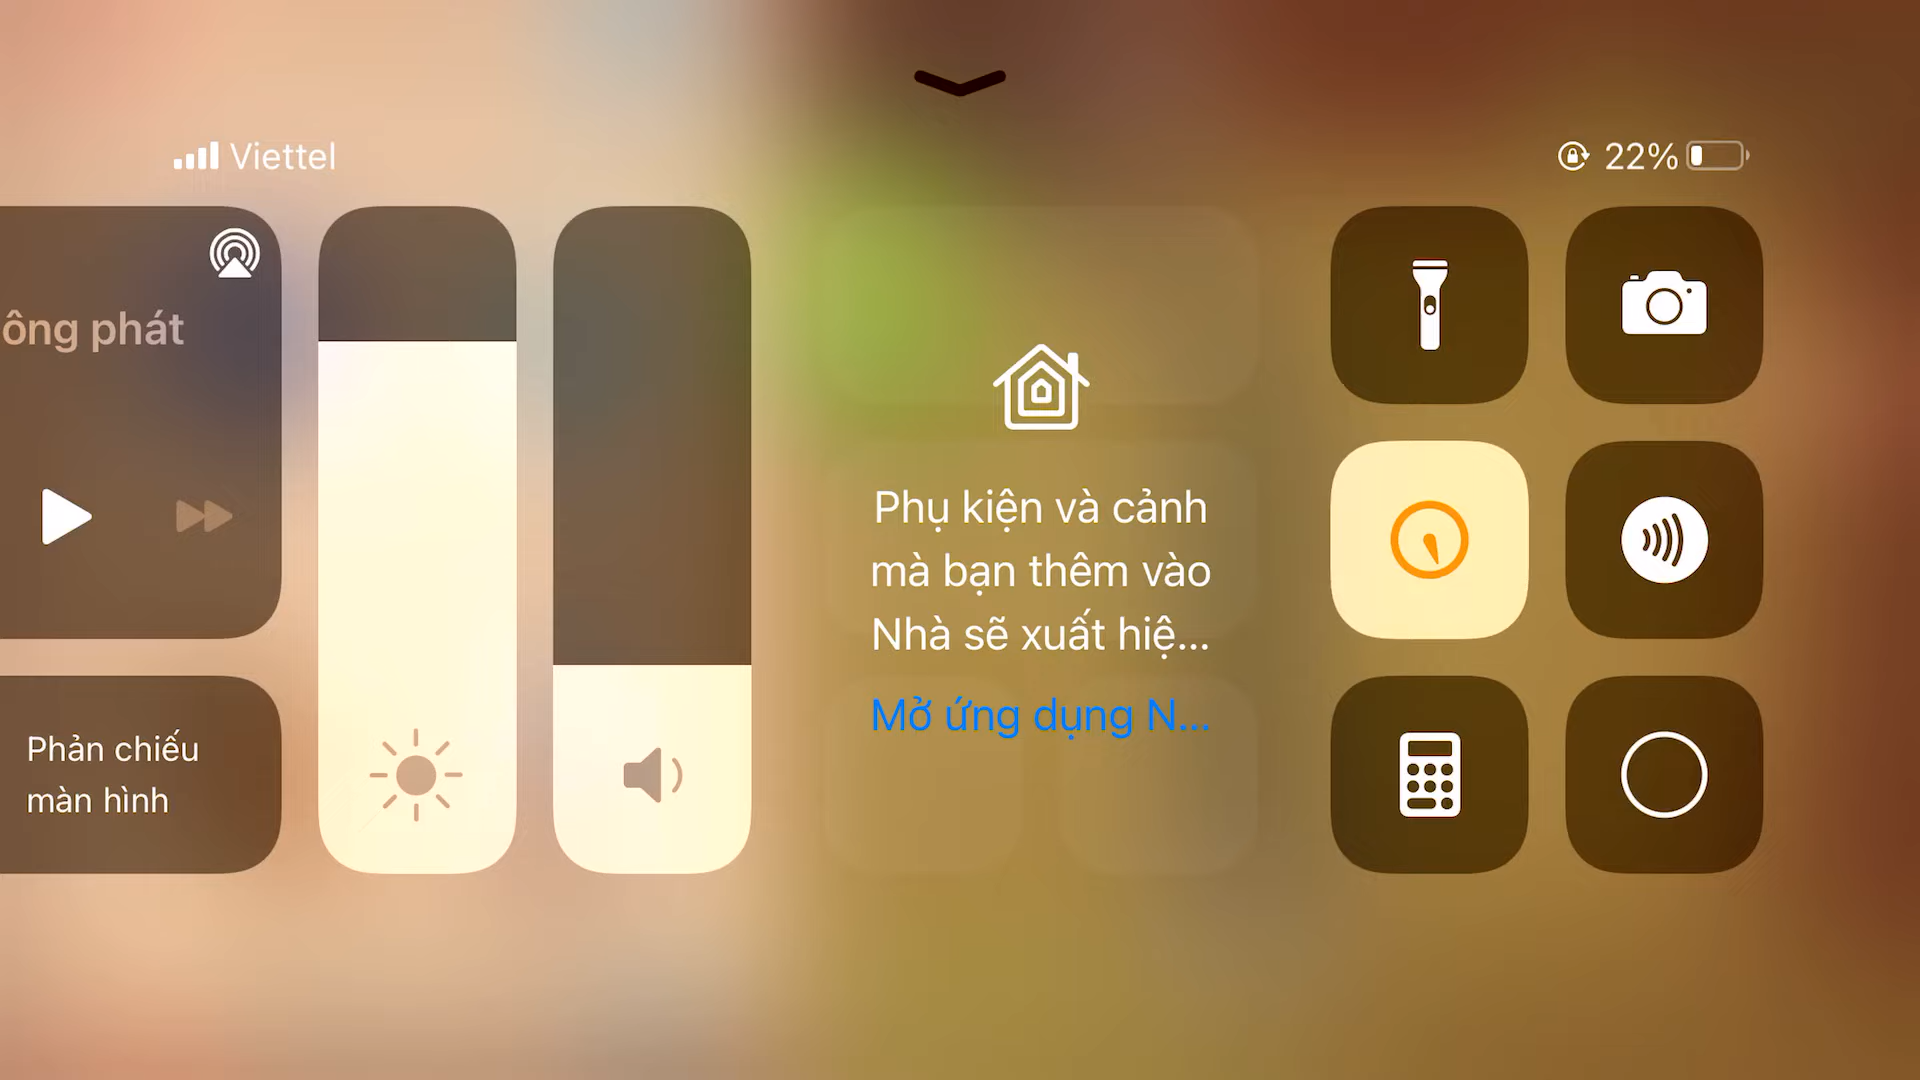 Viettel
22%
ông phát
Phản chiếu
màn hình
Phụ kiện và cảnh
mà bạn thêm vào
Nhà sẽ xuất hiệ...
Mở ứng dụng N...